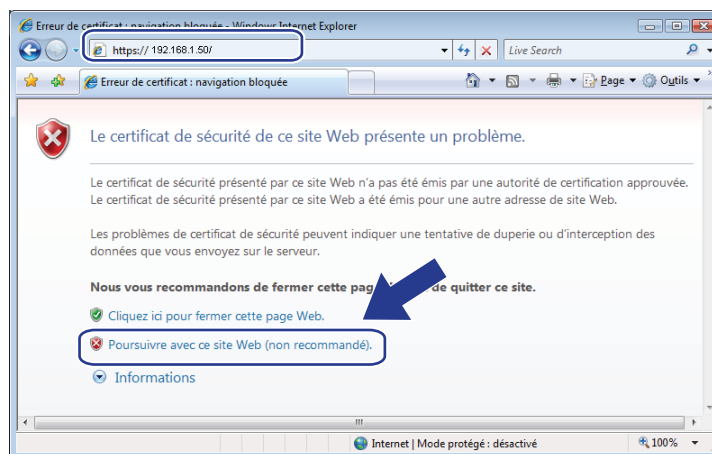 Erreur de certificat : navigation bloquée - Windows Internet Explorer
https:// 192.168.1.50/
Live Search
Erreur de certificat : navigation bloquée
Page
Outils
Le certificat de sécurité de ce site Web présente un problème.
Le certificat de sécurité présenté par ce site Web n'a pas été émis par une autorité de certification approuvée.
Le certificat de sécurité présenté par ce site Web a été émis pour une autre adresse de site Web.
Les problèmes de certificat de sécurité peuvent indiquer une tentative de duperie ou d'interception des
données que vous envoyez sur le serveur.
Nous vous recommandons de fermer cette pag de quitter ce site.
Cliquez ici pour fermer cette page Web.
Poursuivre avec ce site Web (non recommandé).
Informations
Internet | Mode protégé : désactivé
100%